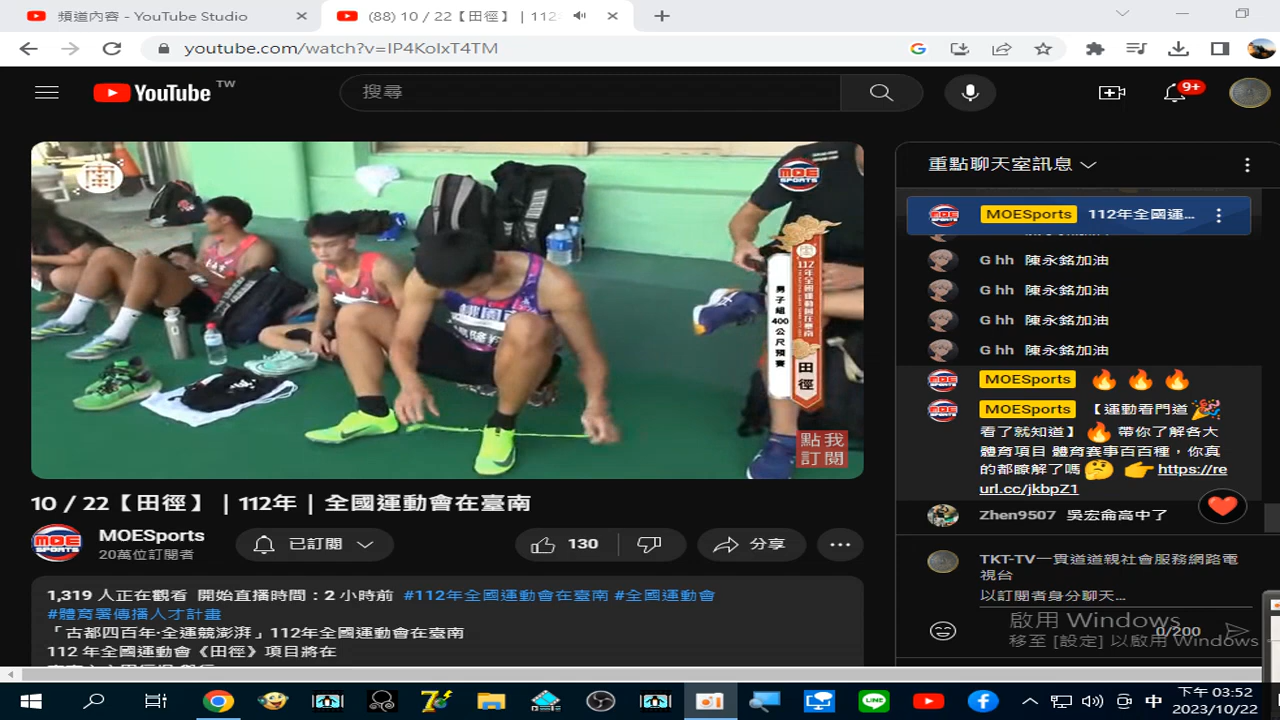 頻道內容 - YouTube Studio
(88) 10 / 22【田徑】 | 112
youtube.com/watch?v=IP4KoIxT4TM
YouTube TW
搜尋
9+
MOE SPORTS
112年全國運動會在臺南
男子組400公尺預賽
田徑
桃園市
點我
訂閱
10 / 22【田徑】｜112年｜全國運動會在臺南
MOE SPORTS
MOESports
20萬位訂閱者
已訂閱
130
分享
1,319 人正在觀看 開始直播時間：2 小時前 #112年全國運動會在臺南 #全國運動會
#體育署傳播人才計畫
「古都四百年‧全運競澎湃」112年全國運動會在臺南
112 年全國運動會《田徑》項目將在
重點聊天室訊息
MOESports 112年全國運...
G hh 陳永銘加油
G hh 陳永銘加油
G hh 陳永銘加油
G hh 陳永銘加油
MOESports 🔥 🔥 🔥
MOESports 【運動看門道🎉
看了就知道】🔥 帶你了解各大
體育項目 體育賽事百百種，你真
的都瞭解了嗎🤔 👉 https://re
url.cc/jkbpZ1
Zhen9507 吳宏侖高中了
TKT-TV一貫道道親社會服務網路電
視台
以訂閱者身分聊天...
0/200
啟用 Windows
移至 [設定] 以啟用 Windows
LINE
中
下午 03:52
2023/10/22